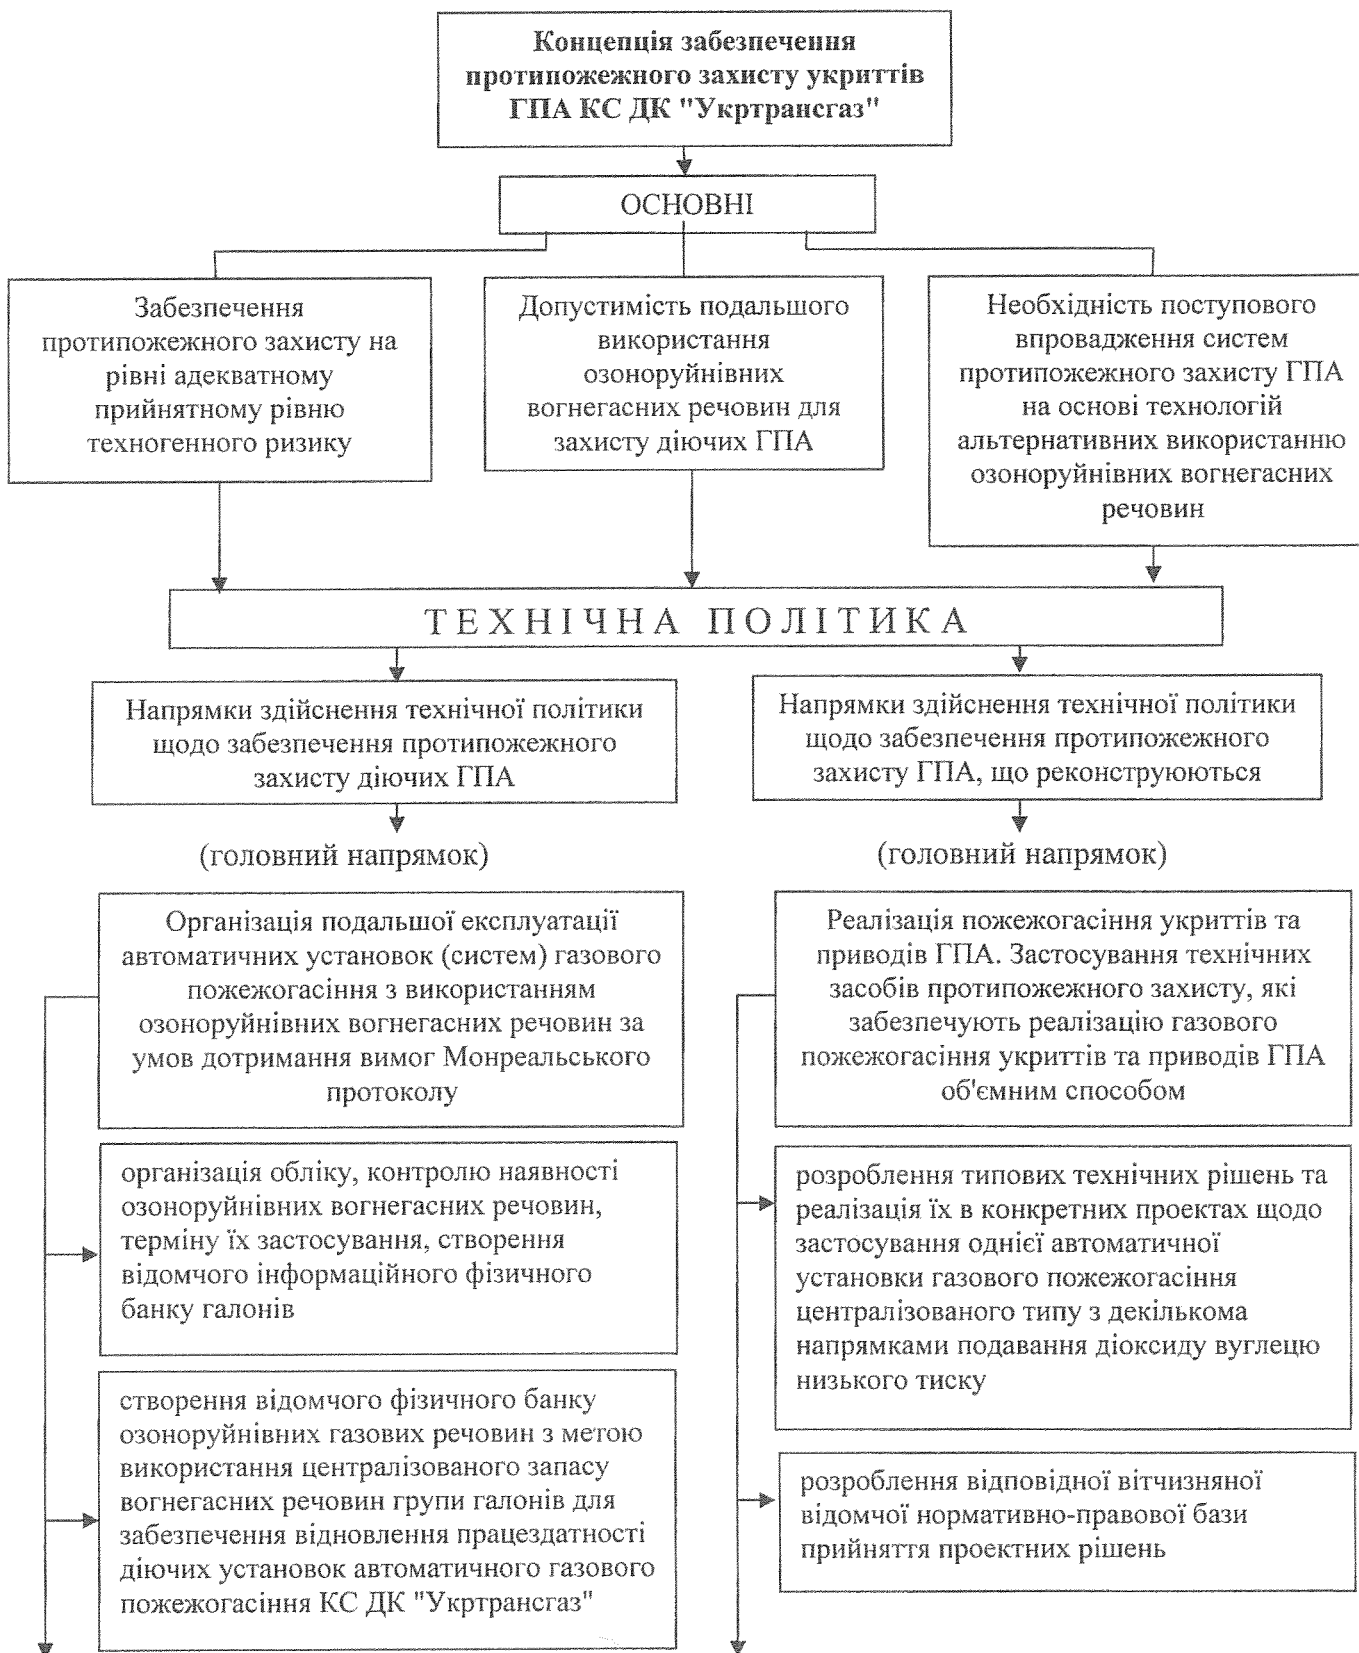 Концепція забезпечення
протипожежного захисту укриттів
ГПА КС ДК "Укртрансгаз"
ОСНОВНІ
Забезпечення
протипожежного захисту на
рівні адекватному
прийнятному рівню
техногенного ризику
Допустимість подальшого
використання
озоноруйнівних
вогнегасних речовин для
захисту діючих ГПА
Необхідність поступового
впровадження систем
протипожежного захисту ГПА
на основі технологій
альтернативних використанню
озоноруйнівних вогнегасних
речовин
ТЕХНІЧНА ПОЛІТИКА
Напрямки здійснення технічної політики
щодо забезпечення протипожежного
захисту діючих ГПА
(головний напрямок)
Організація подальшої експлуатації
автоматичних установок (систем) газового
пожежогасіння з використанням
озоноруйнівних вогнегасних речовин за
умов дотримання вимог Монреальського
протоколу
організація обліку, контролю наявності
озоноруйнівних вогнегасних речовин,
терміну їх застосування, створення
відомчого інформаційного фізичного
банку галонів
створення відомчого фізичного банку
озоноруйнівних газових речовин з метою
використання централізованого запасу
вогнегасних речовин групи галонів для
забезпечення відновлення працездатності
діючих установок автоматичного газового
пожежогасіння КС ДК "Укртрансгаз"
Напрямки здійснення технічної політики
щодо забезпечення протипожежного
захисту ГПА, що реконструюються
(головний напрямок)
Реалізація пожежогасіння укриттів та
приводів ГПА. Застосування технічних
засобів протипожежного захисту, які
забезпечують реалізацію газового
пожежогасіння укриттів та приводів ГПА
об'ємним способом
розроблення типових технічних рішень та
реалізація їх в конкретних проектах щодо
застосування однієї автоматичної
установки газового пожежогасіння
централізованого типу з декількома
напрямками подавання діоксиду вуглецю
низького тиску
розроблення відповідної вітчизняної
відомчої нормативно-правової бази
прийняття проектних рішень